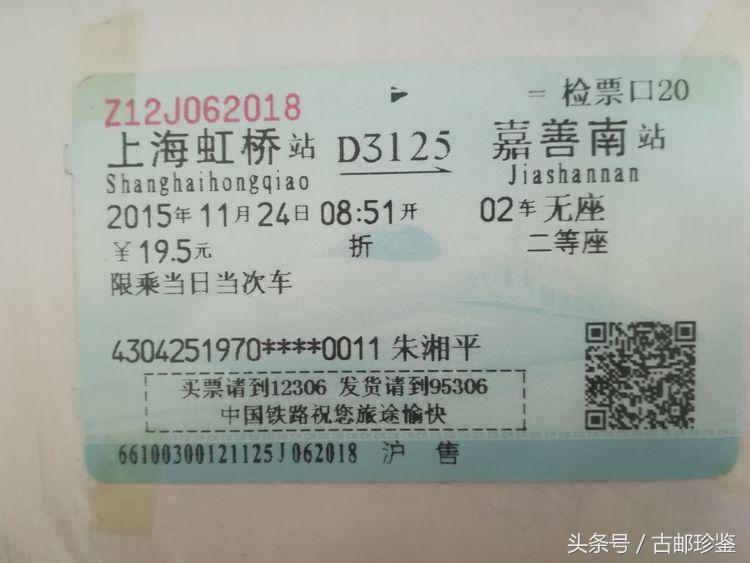 Z12J062018
= 检票口20
上海虹桥站 D3125 嘉善南站
Shanghaihongqiao Jiashannan
2015年11月24日08:51开 02车无座
￥19.5元 折 二等座
限乘当日当次车
4304251970****0011朱湘平
买票请到12306 发货请到95306
中国铁路祝您旅途愉快
66100300121125J062018 沪售
头条号/古邮珍鉴